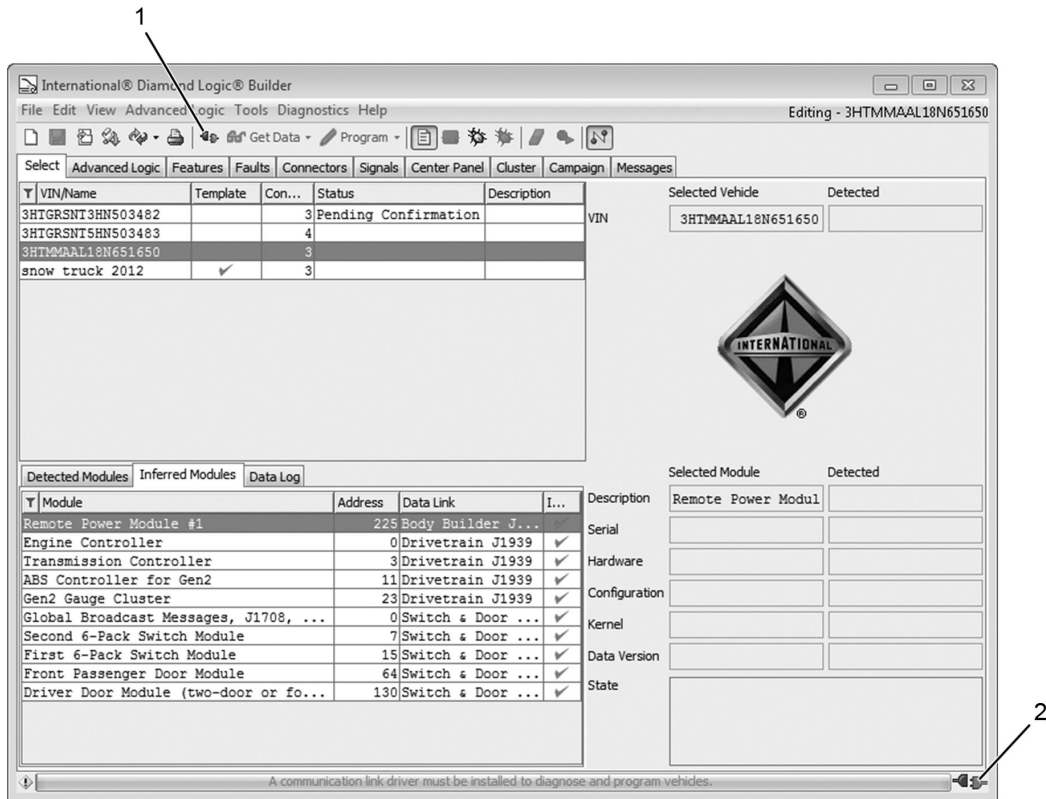 1
International® Diamond Logic® Builder
File Edit View Advanced Logic Tools Diagnostics Help
Editing - 3HTMMAAL18N651650
Get Data Program
Select Advanced Logic Features Faults Connectors Signals Center Panel Cluster Campaign Messages
VIN/Name Template Con... Status Description
3HTGRSNT3HN503482 3 Pending Confirmation
3HTGRSNT5HN503483 4
3HTMMAAL18N651650 3
snow truck 2012 3
Selected Vehicle Detected
VIN 3HTMMAAL18N651650
INTERNATIONAL
®
Detected Modules Inferred Modules Data Log
Module Address Data Link I...
Remote Power Module #1 225 Body Builder J...
Engine Controller 0 Drivetrain J1939
Transmission Controller 3 Drivetrain J1939
ABS Controller for Gen2 11 Drivetrain J1939
Gen2 Gauge Cluster 23 Drivetrain J1939
Global Broadcast Messages, J1708, ... 0 Switch & Door ...
Second 6-Pack Switch Module 7 Switch & Door ...
First 6-Pack Switch Module 15 Switch & Door ...
Front Passenger Door Module 64 Switch & Door ...
Driver Door Module (two-door or fo... 130 Switch & Door ...
Selected Module Detected
Description Remote Power Modul
Serial
Hardware
Configuration
Kernel
Data Version
State
2
A communication link driver must be installed to diagnose and program vehicles.